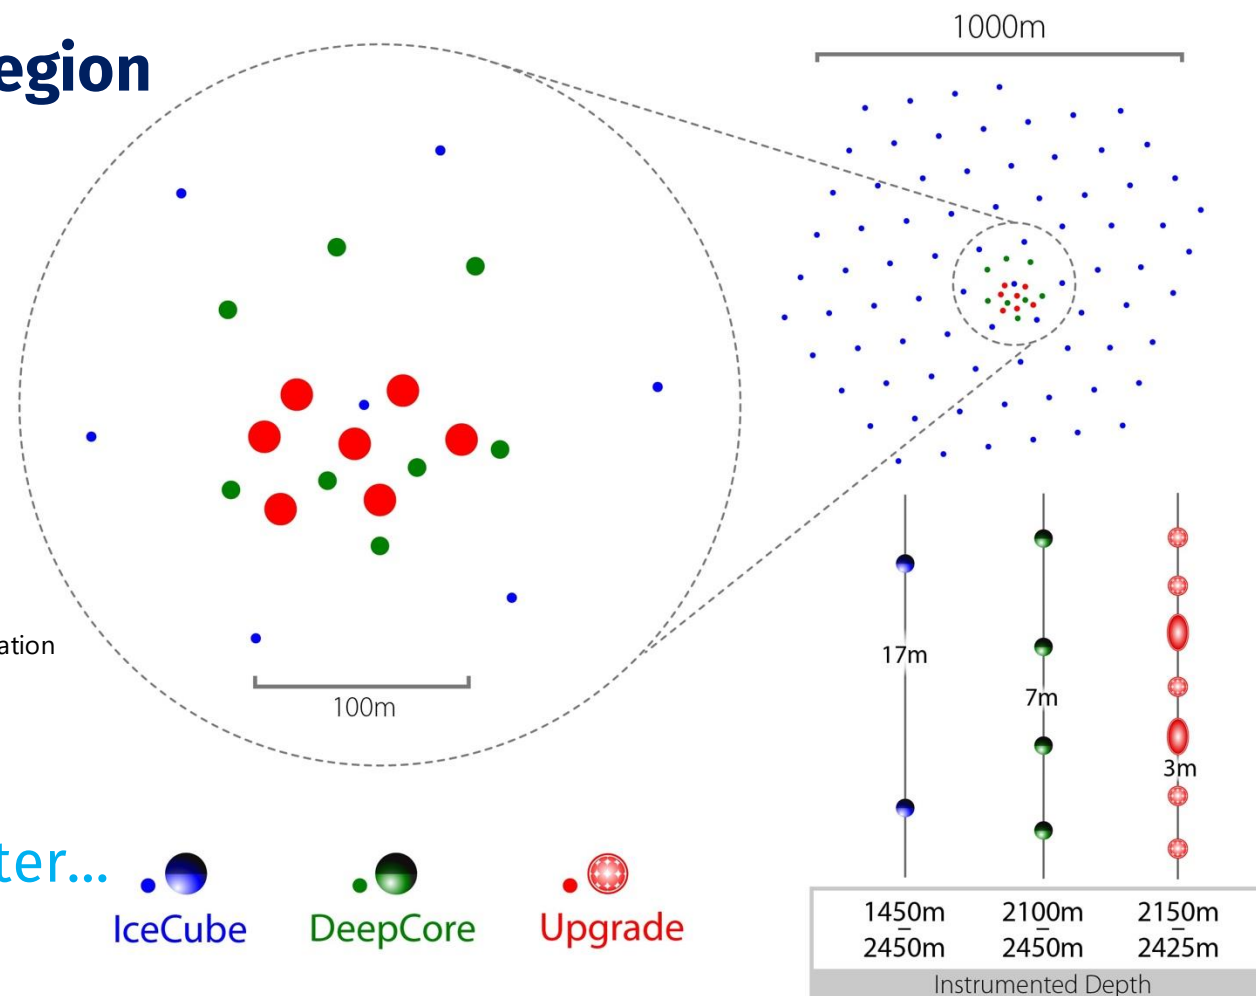 egion
1000m
ation
100m
17m
7m
3m
ter...
IceCube
DeepCore
Upgrade
1450m
–
2450m
2100m
–
2450m
2150m
–
2425m
Instrumented Depth